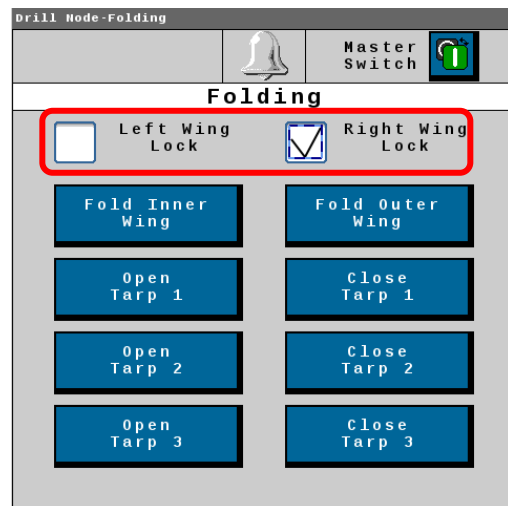 Drill Node-Folding
Master
Switch
Folding
Left Wing
Lock
Right Wing
Lock
Fold Inner
Wing
Fold Outer
Wing
Open
Tarp 1
Close
Tarp 1
Open
Tarp 2
Close
Tarp 2
Open
Tarp 3
Close
Tarp 3